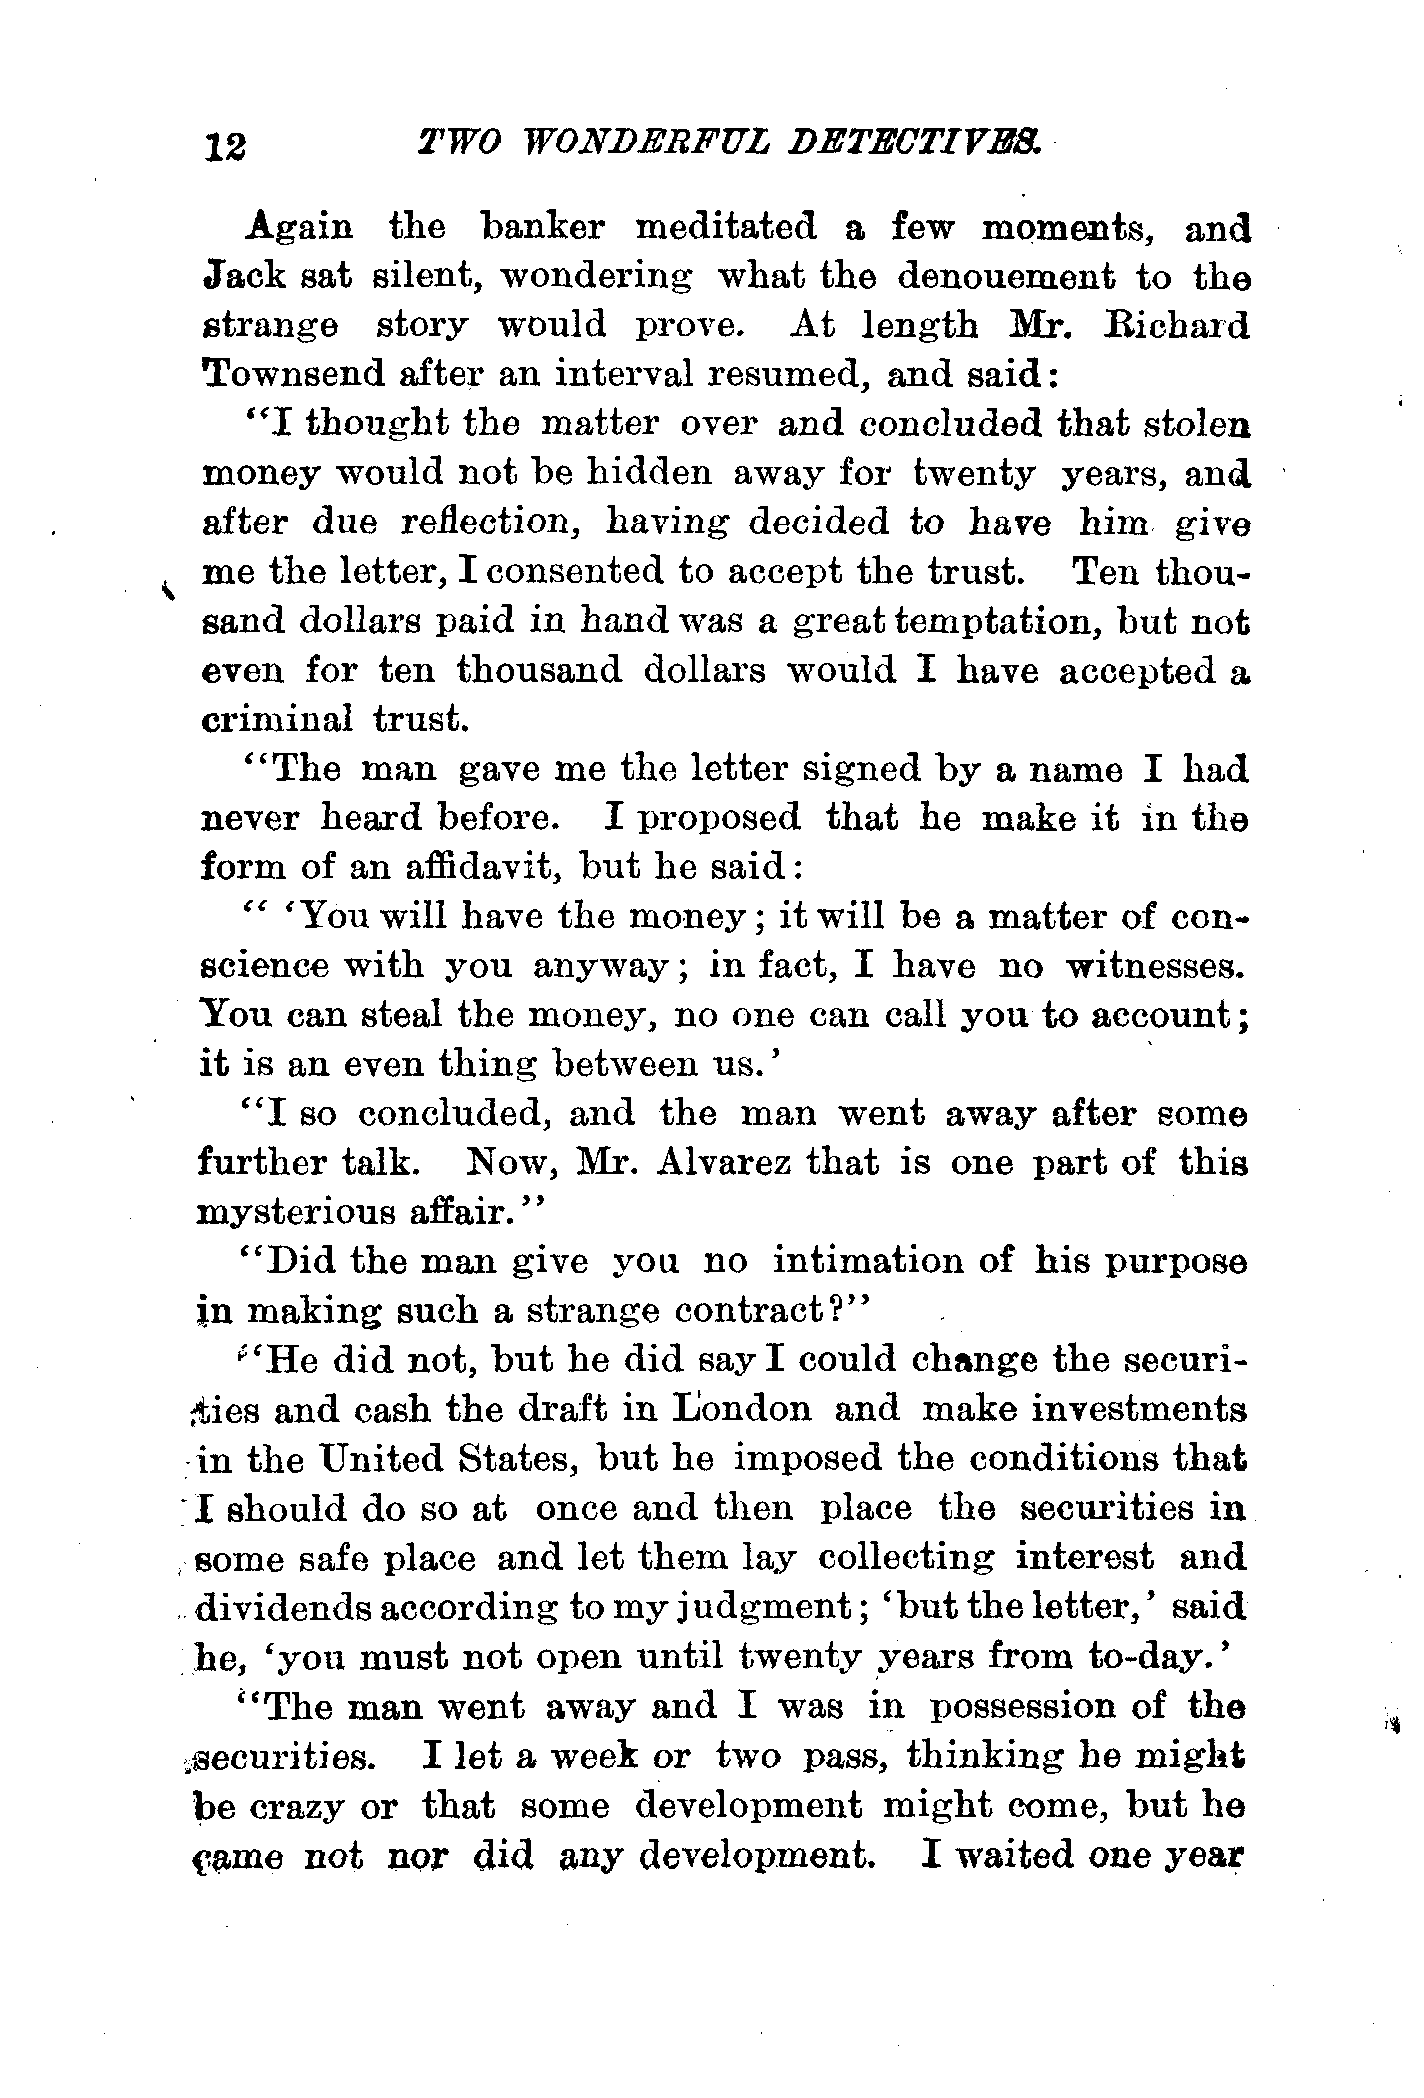 12 TWO WONDERFUL DETECTIVES.
Again the banker meditated a few moments, and
Jack sat silent, wondering what the denouement to the
strange story would prove. At length Mr. Richard
Townsend after an interval resumed, and said:
"I thought the matter over and concluded that stolen
money would not be hidden away for twenty years, and
after due reflection, having decided to have him give
me the letter, I consented to accept the trust. Ten thou-
sand dollars paid in hand was a great temptation, but not
even for ten thousand dollars would I have accepted a
criminal trust.
"The man gave me the letter signed by a name I had
never heard before. I proposed that he make it in the
form of an affidavit, but he said:
" 'You will have the money; it will be a matter of con-
science with you anyway; in fact, I have no witnesses.
You can steal the money, no one can call you to account;
it is an even thing between us.'
"I so concluded, and the man went away after some
further talk. Now, Mr. Alvarez that is one part of this
mysterious affair."
"Did the man give you no intimation of his purpose
in making such a strange contract?"
"He did not, but he did say I could change the securi-
ties and cash the draft in London and make investments
in the United States, but he imposed the conditions that
I should do so at once and then place the securities in
some safe place and let them lay collecting interest and
dividends according to my judgment; 'but the letter,' said
he, 'you must not open until twenty years from to-day.'
"The man went away and I was in possession of the
securities. I let a week or two pass, thinking he might
be crazy or that some development might come, but he
came not nor did any development. I waited one year